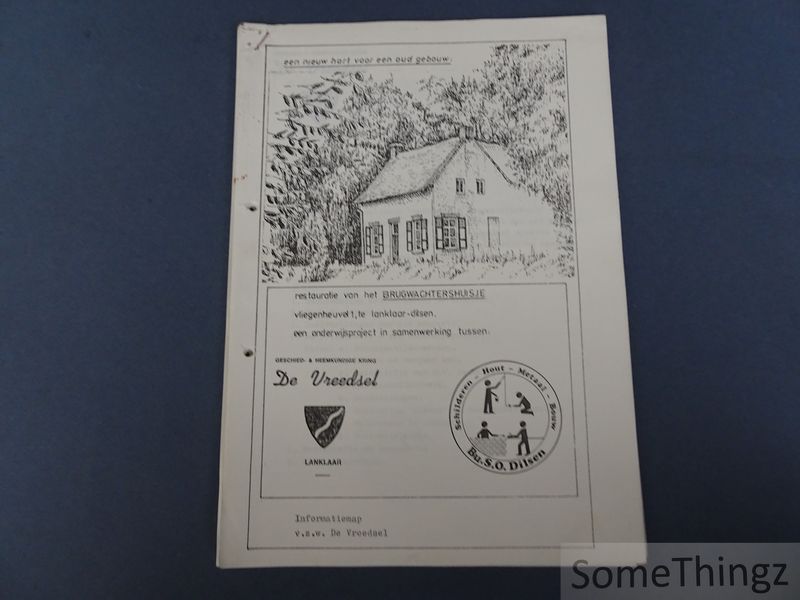 een nieuw hart voor een oud gebouw.
restauratie van het BRUGWACHTERSHUISJE
vliegenheuvel 1, te lanklaar-dilsen.
een onderwijsproject in samenwerking tussen.
GESCHIED- & HEEMKUNDIGE KRING
De Vreedsel
LANKLAAR
Schilderen - Hout - Metaal - Bouw
Bu.S.O. Dilsen
Informatiemap
v.z.w. De Vreedsel
SomeThingz